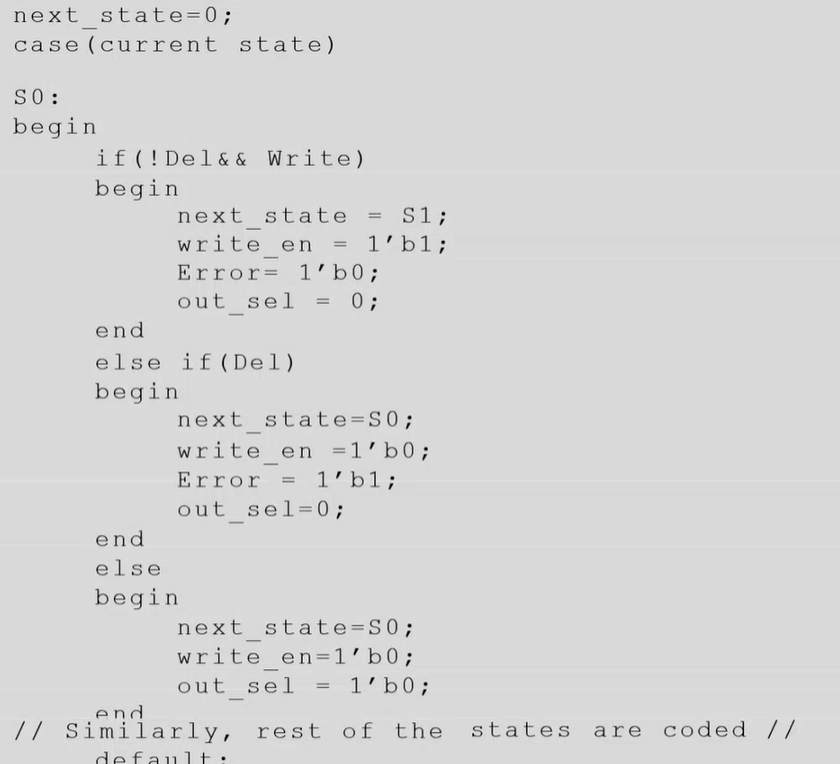 next_state=0;
case(current state)
S0:
begin
if(!Del&& Write)
begin
next_state = S1;
write_en = 1'b1;
Error= 1'b0;
out_sel = 0;
end
else if(Del)
begin
next_state=S0;
write_en =1'b0;
Error = 1'b1;
out_sel=0;
end
else
begin
next_state=S0;
write_en=1'b0;
out_sel = 1'b0;
end
// Similarly, rest of the states are coded //
default: